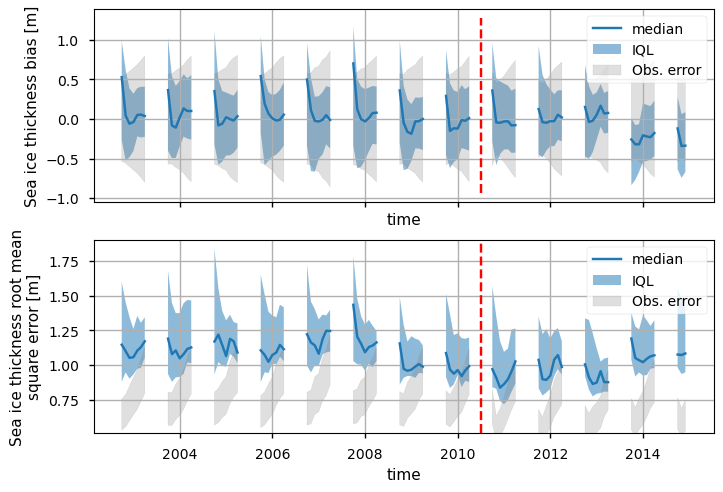 Sea ice thickness bias [m]
1.0
0.5
0.0
−0.5
−1.0
median
IQL
Obs. error
time
Sea ice thickness root mean
square error [m]
1.75
1.50
1.25
1.00
0.75
median
IQL
Obs. error
2004
2006
2008
2010
2012
2014
time